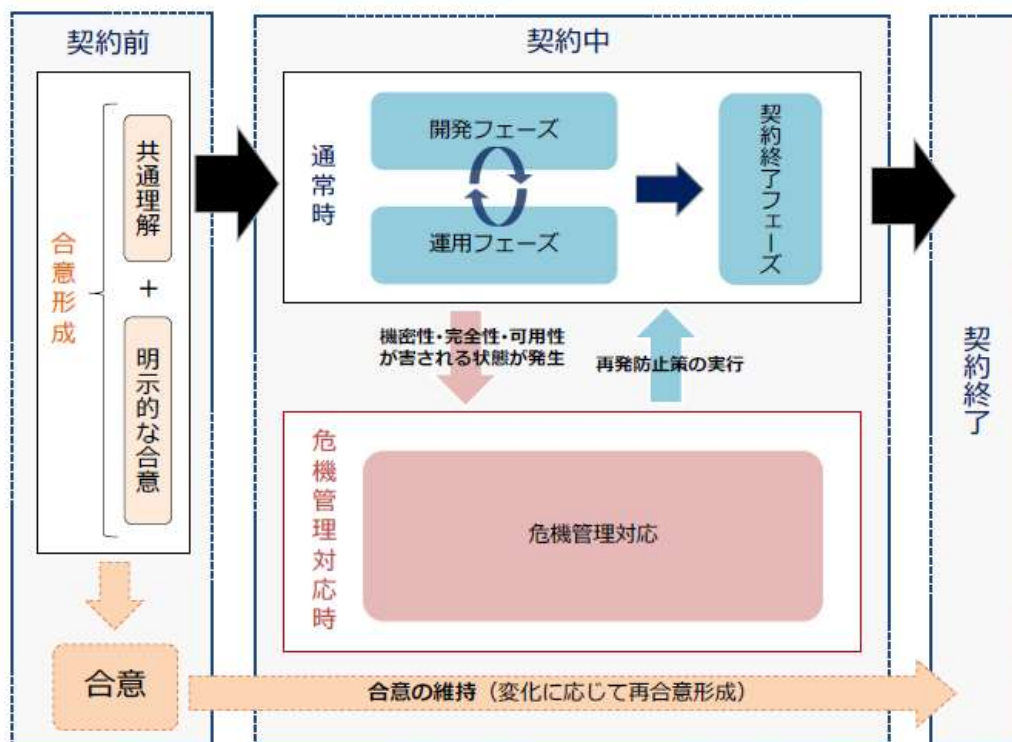 契約前
合意形成
共通理解
+
明示的な合意
合意
契約中
通常時
開発フェーズ
運用フェーズ
契約終了フェーズ
機密性・完全性・可用性
が害される状態が発生
再発防止策の実行
危機管理対応時
危機管理対応
合意の維持（変化に応じて再合意形成）
契約終了